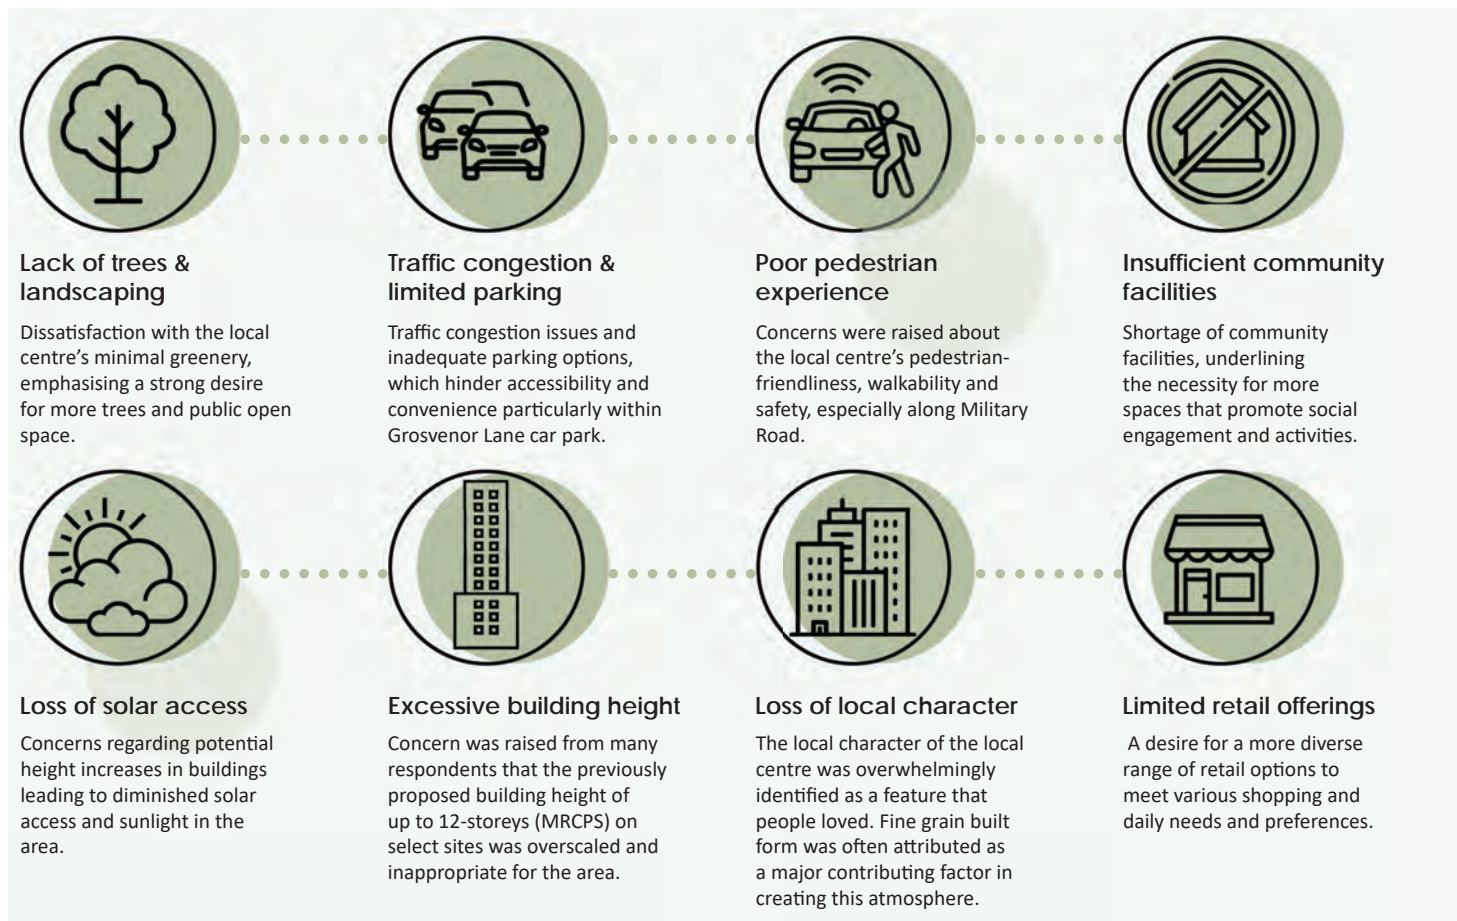 Lack of trees &
landscaping
Dissatisfaction with the local
centre's minimal greenery,
emphasising a strong desire
for more trees and public open
space.
Traffic congestion &
limited parking
Traffic congestion issues and
inadequate parking options,
which hinder accessibility and
convenience particularly within
Grosvenor Lane car park.
Poor pedestrian
experience
Concerns were raised about
the local centre's pedestrian-
friendliness, walkability and
safety, especially along Military
Road.
Insufficient community
facilities
Shortage of community
facilities, underlining
the necessity for more
spaces that promote social
engagement and activities.
Loss of solar access
Concerns regarding potential
height increases in buildings
leading to diminished solar
access and sunlight in the
area.
Excessive building height
Concern was raised from many
respondents that the previously
proposed building height of
up to 12-storeys (MRCPS) on
select sites was overscaled and
inappropriate for the area.
Loss of local character
The local character of the local
centre was overwhelmingly
identified as a feature that
people loved. Fine grain built
form was often attributed as
a major contributing factor in
creating this atmosphere.
Limited retail offerings
A desire for a more diverse
range of retail options to
meet various shopping and
daily needs and preferences.